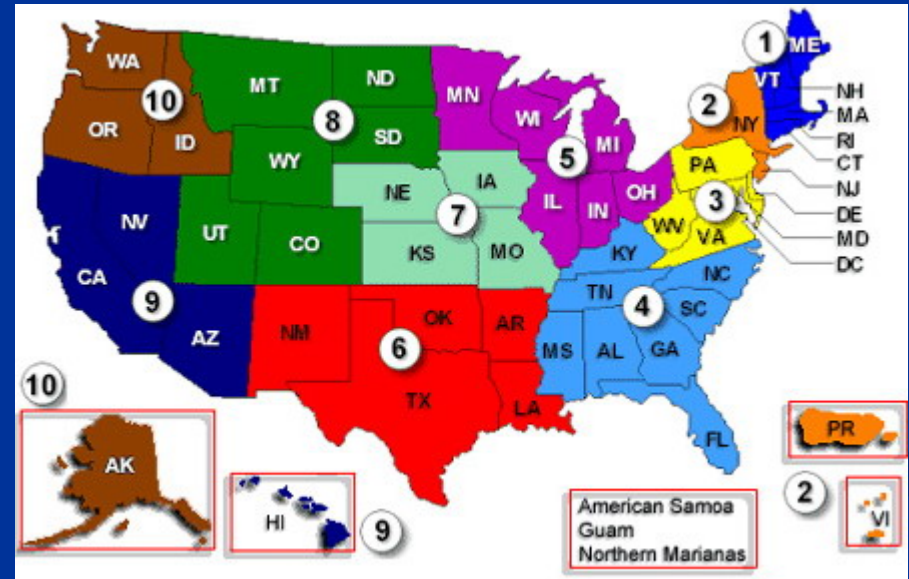 1
ME
WA
VT
MT
ND
10
MN
NH
2
MA
8
WI
NY
OR
SD
RI
ID
MI
5
CT
WY
PA
NJ
IA
NE
OH
3
DE
NV
IL
IN
7
WV
MD
UT
VA
CO
KS
MO
KY
DC
CA
NC
TN
9
4
SC
OK
AR
NM
AZ
6
MS
AL
GA
10
TX
LA
PR
FL
AK
2
American Samoa
HI
9
VI
Guam
Northern Marianas